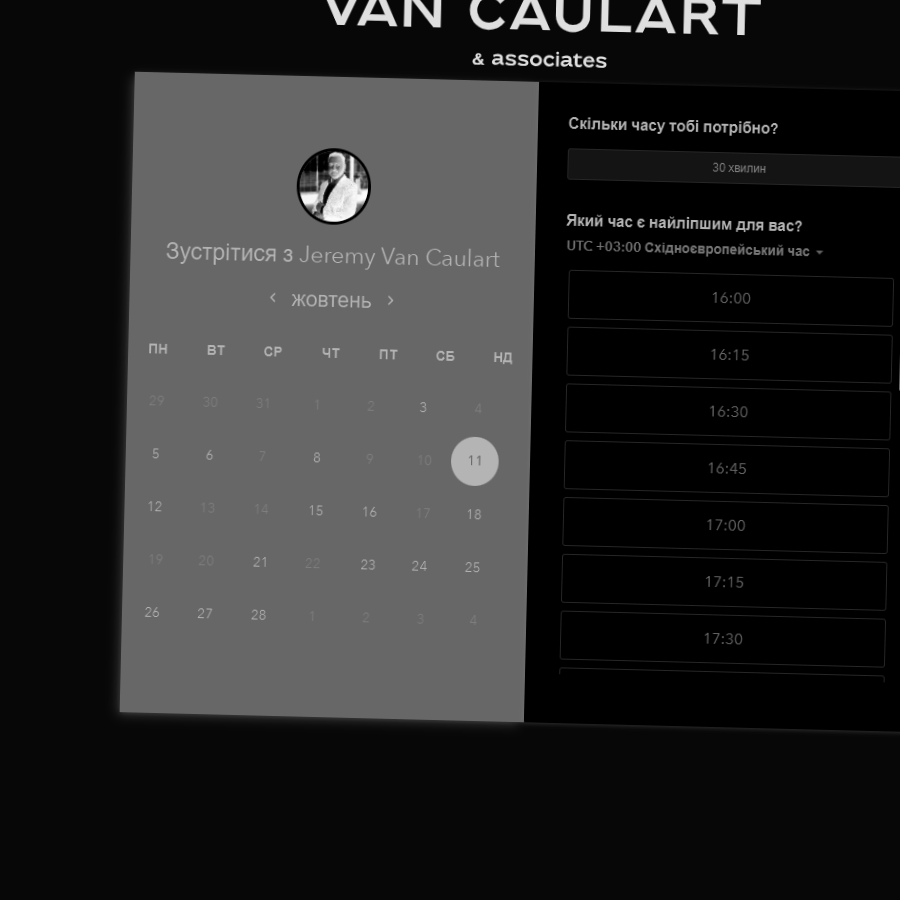 VAN CAULART
& associates
Зустрітися з Jeremy Van Caulart
‹ жовтень ›
ПН ВТ СР ЧТ ПТ СБ НД
29 30 31 1 2 3 4
5 6 7 8 9 10 11
12 13 14 15 16 17 18
19 20 21 22 23 24 25
26 27 28 1 2 3 4
Скільки часу тобі потрібно?
30 хвилин
Який час є найліпшим для вас?
UTC +03:00 Східноєвропейський час
16:00
16:15
16:30
16:45
17:00
17:15
17:30